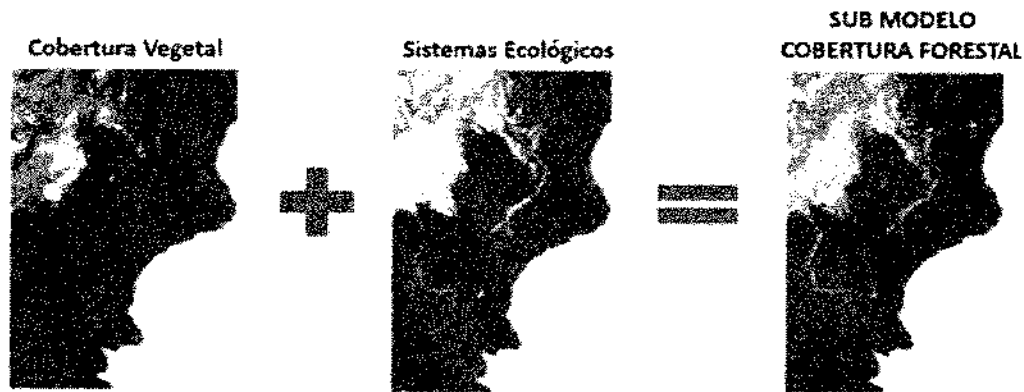 Cobertura Vegetal
Sistemas Ecológicos
SUB MODELO
COBERTURA FORESTAL